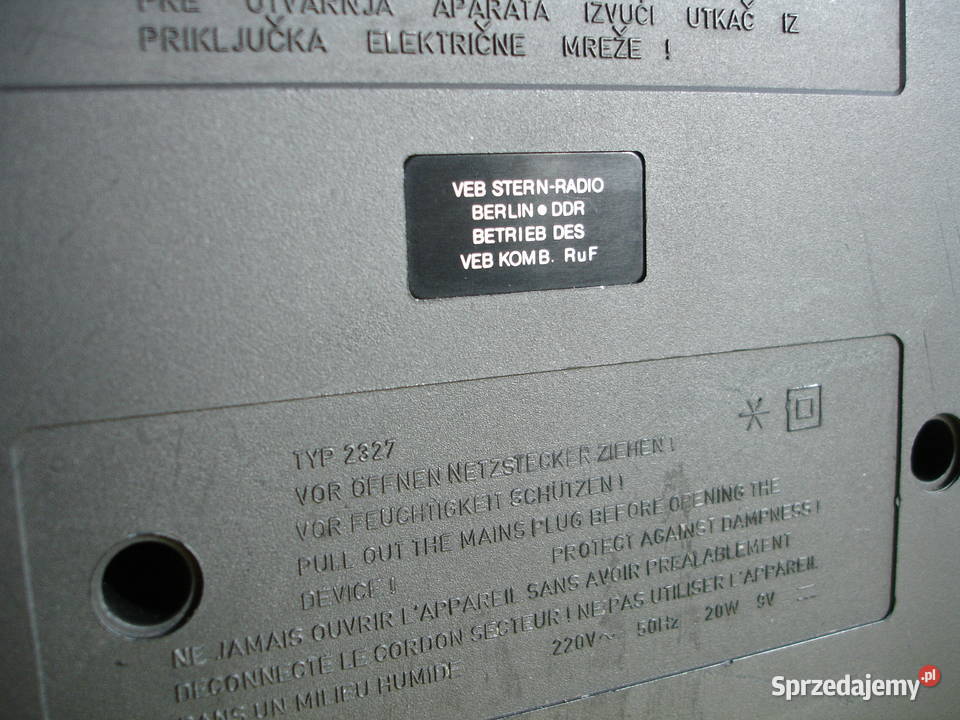 PRE OTVARNJA APARATA IZVUĆI UTKAČ IZ
PRIKLJUČKA ELEKTRIČNE MREŽE !
VEB STERN-RADIO
BERLIN • DDR
BETRIEB DES
VEB KOMB. RuF
TYP 2327
VOR ÖFFNEN NETZSTECKER ZIEHEN !
VOR FEUCHTIGKEIT SCHÜTZEN !
PULL OUT THE MAINS PLUG BEFORE OPENING THE
DEVICE ! PROTECT AGAINST DAMPNESS !
NE JAMAIS OUVRIR L'APPAREIL SANS AVOIR PREALABLEMENT
DECONNECTE LE CORDON SECTEUR ! NE PAS UTILISER L'APPAREIL
DANS UN MILIEU HUMIDE 220V ~ 50Hz 20W 9V ⎓
Sprzedajemy.pl